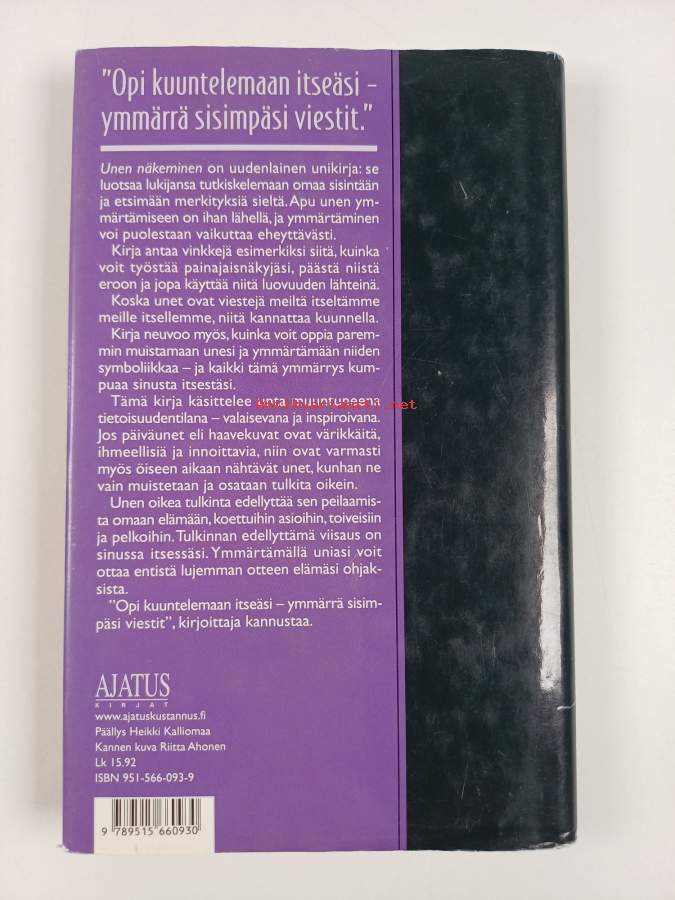 "Opi kuuntelemaan itseäsi –
ymmärrä sisimpäsi viestit."
Unen näkeminen on uudenlainen unikirja: se
luotsaa lukijansa tutkiskelemaan omaa sisintään
ja etsimään merkityksiä sieltä. Apu unen ym-
märtämiseen on ihan lähellä, ja ymmärtäminen
voi puolestaan vaikuttaa eheyttävästi.
Kirja antaa vinkkejä esimerkiksi siitä, kuinka
voit työstää painajaisnäkyjäsi, päästä niistä
eroon ja jopa käyttää niitä luovuuden lähteinä.
Koska unet ovat viestejä meiltä itseltämme
meille itsellemme, niitä kannattaa kuunnella.
Kirja neuvoo myös, kuinka voit oppia parem-
min muistamaan unesi ja ymmärtämään niiden
symboliikkaa – ja kaikki tämä ymmärrys kum-
puaa sinusta itsestäsi.
Tämä kirja käsittelee unta muuntuneena
Antikvariaatti.net
tietoisuudentilana – valaisevana ja inspiroivana.
Jos päiväunet eli haavekuvat ovat värikkäitä,
ihmeellisiä ja innoittavia, niin ovat varmasti
myös öiseen aikaan nähtävät unet, kunhan ne
vain muistetaan ja osataan tulkita oikein.
Unen oikea tulkinta edellyttää sen peilaamis-
ta omaan elämään, koettuihin asioihin, toiveisiin
ja pelkoihin. Tulkinnan edellyttämä viisaus on
sinussa itsessäsi. Ymmärtämällä uniasi voit
ottaa entistä lujemman otteen elämäsi ohjak-
sista.
"Opi kuuntelemaan itseäsi – ymmärrä sisim-
päsi viestit", kirjoittaja kannustaa.
AJATUS
KIRJAT
www.ajatuskustannus.fi
Päällys Heikki Kalliomaa
Kannen kuva Riitta Ahonen
Lk 15.92
ISBN 951-566-093-9
9 789515 660930